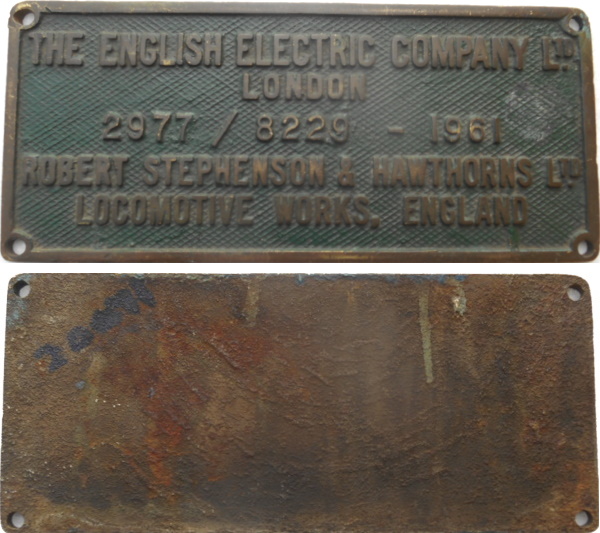 THE ENGLISH ELECTRIC COMPANY LTD
LONDON
2977 / 8229 - 1961
ROBERT STEPHENSON & HAWTHORNS LTD
LOCOMOTIVE WORKS, ENGLAND